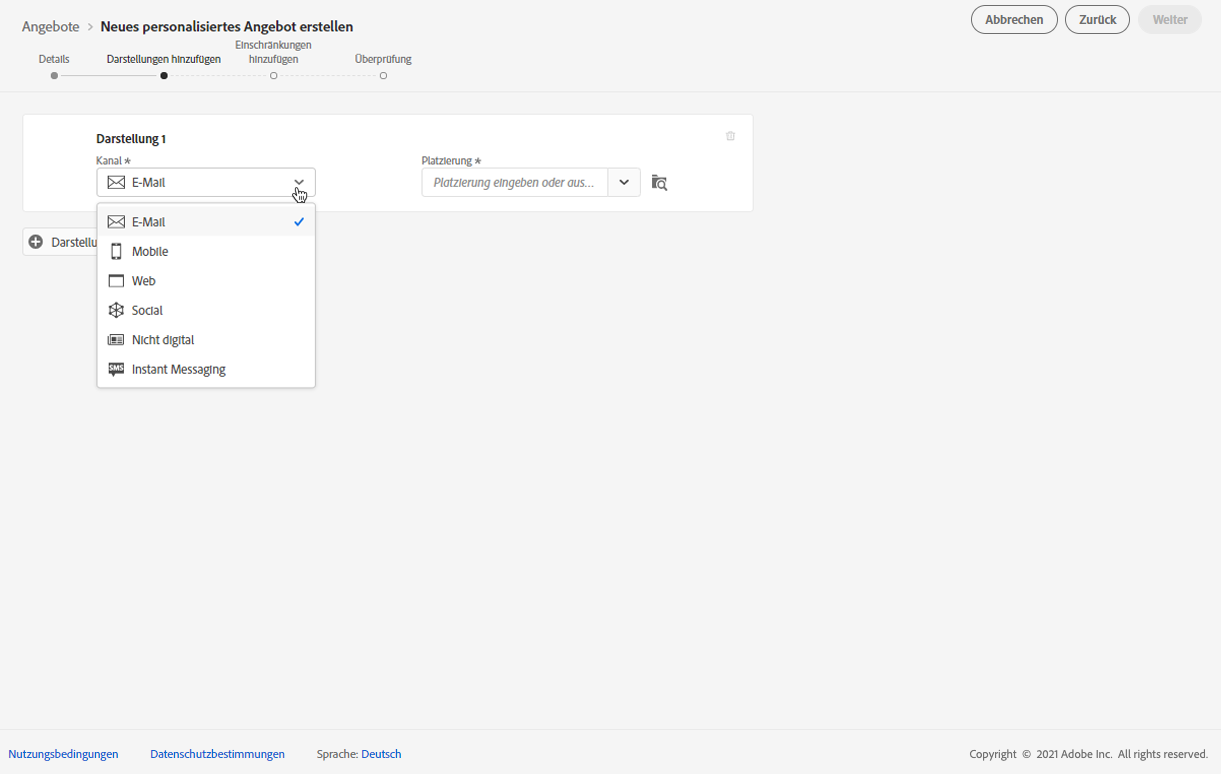 Angebote > Neues personalisiertes Angebot erstellen
Abbrechen
Zurück
Weiter
Details
Darstellungen hinzufügen
Einschränkungen
hinzufügen
Überprüfung
Darstellung 1
Kanal *
Platzierung *
E-Mail
Platzierung eingeben oder aus...
E-Mail
Darstellu
Mobile
Web
Social
Nicht digital
SMS Instant Messaging
Nutzungsbedingungen Datenschutzbestimmungen Sprache: Deutsch Copyright © 2021 Adobe Inc. All rights reserved.